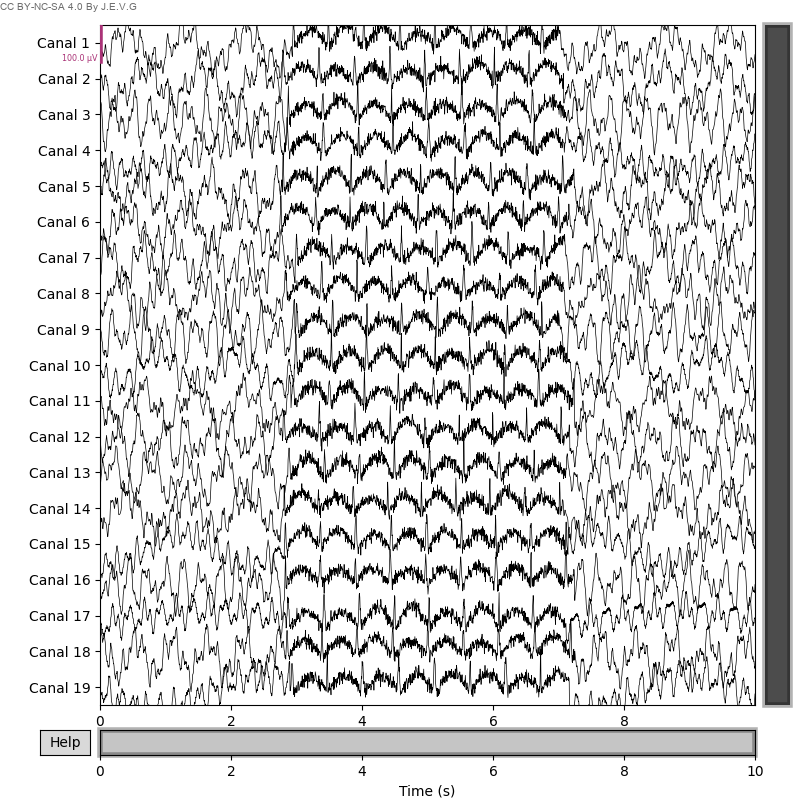 CC BY-NC-SA 4.0 By J.E.V.G
Canal 1
100.0 µV
Canal 2
Canal 3
Canal 4
Canal 5
Canal 6
Canal 7
Canal 8
Canal 9
Canal 10
Canal 11
Canal 12
Canal 13
Canal 14
Canal 15
Canal 16
Canal 17
Canal 18
Canal 19
0 2 4 6 8
Help
0 2 4 6 8 10
Time (s)